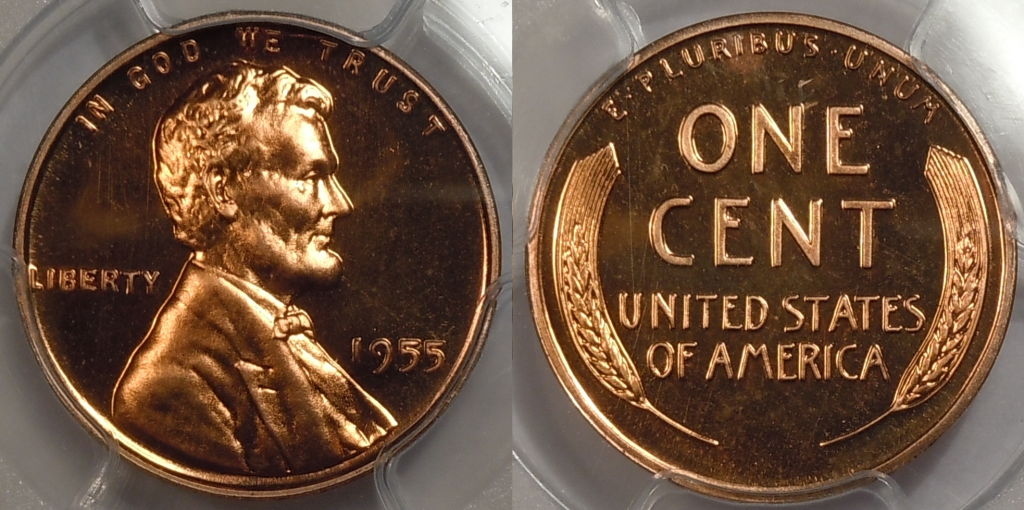 IN GOD WE TRUST
LIBERTY
1955
E·PLURIBUS·UNUM
ONE
CENT
UNITED STATES
OF AMERICA